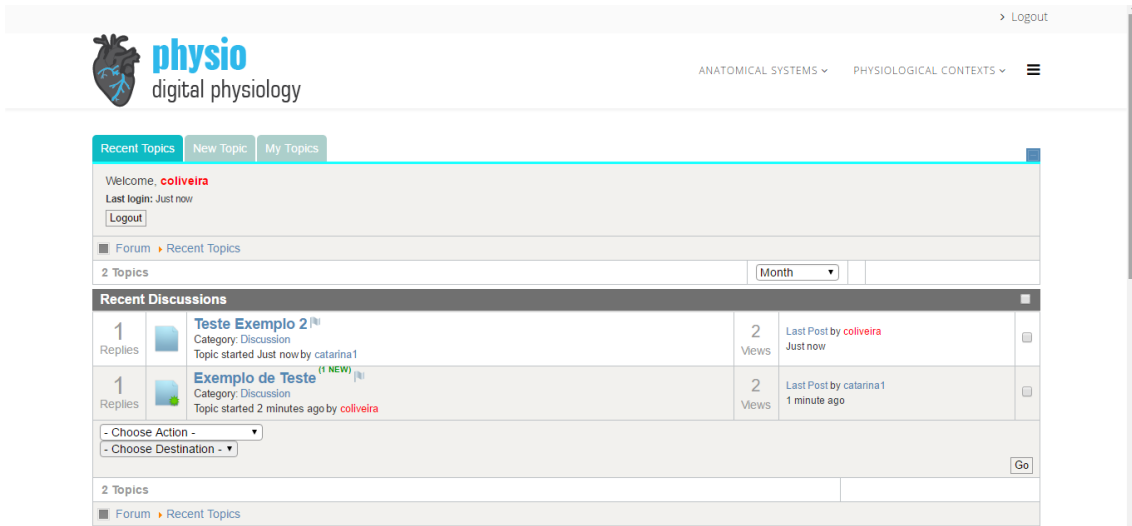 Logout
physio
digital physiology
ANATOMICAL SYSTEMS PHYSIOLOGICAL CONTEXTS
Recent Topics New Topic My Topics
Welcome, coliveira
Last login: Just now
Logout
Forum Recent Topics
2 Topics Month
Recent Discussions
1 Replies
Teste Exemplo 2
Category: Discussion
Topic started Just now by catarina1
2 Views
Last Post by coliveira
Just now
1 Replies
Exemplo de Teste (1 NEW)
Category: Discussion
Topic started 2 minutes ago by coliveira
2 Views
Last Post by catarina1
1 minute ago
- Choose Action -
- Choose Destination -
Go
2 Topics
Forum Recent Topics